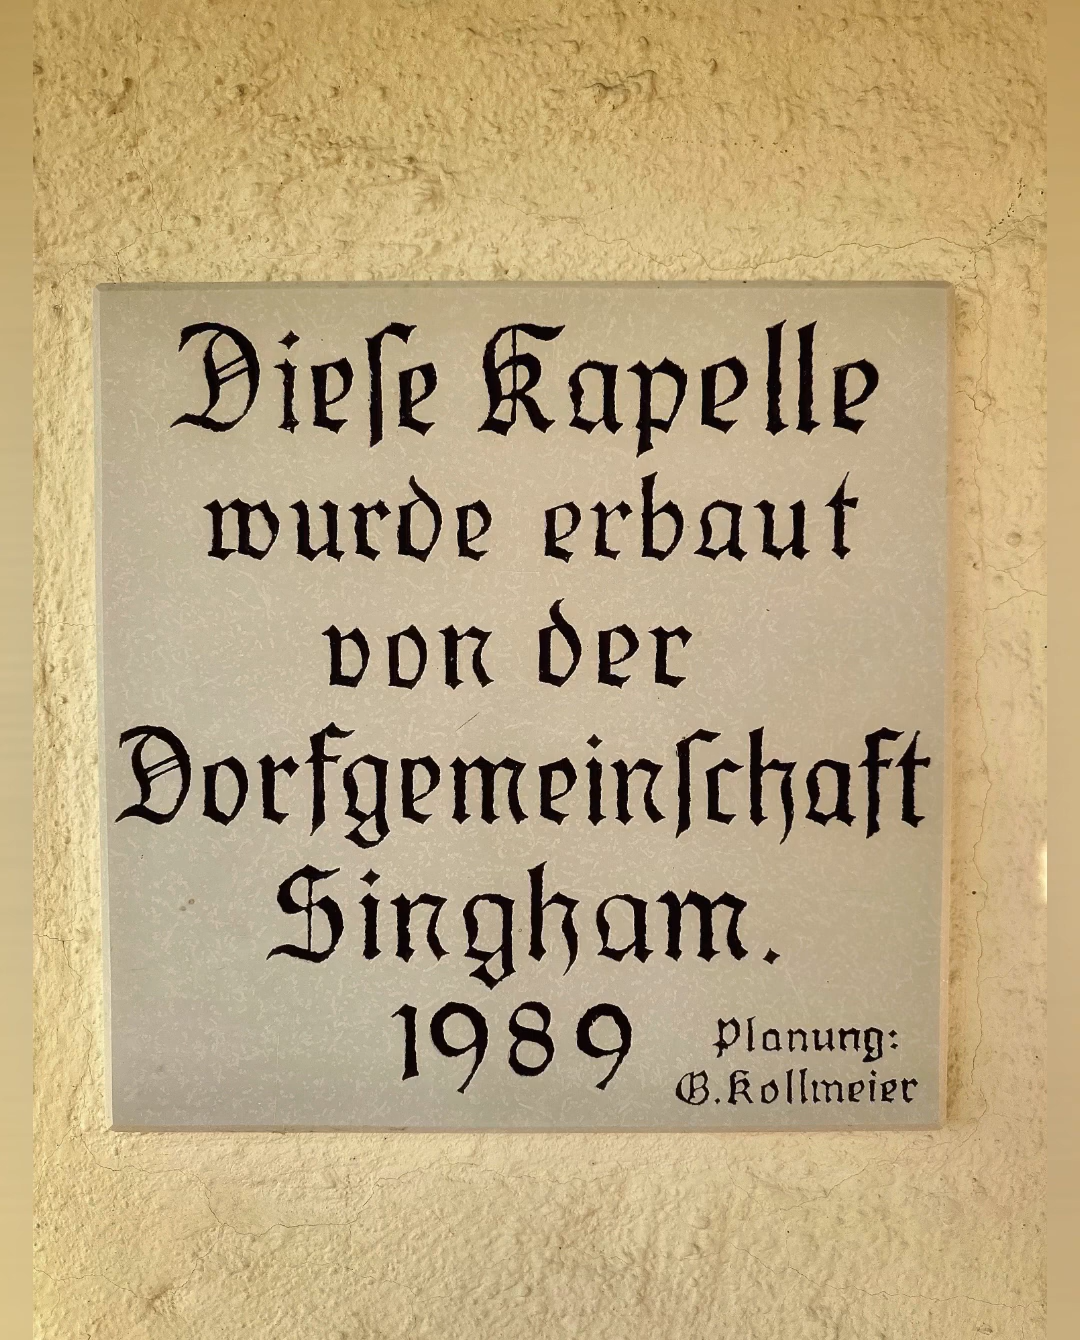 Dieſe Kapelle
wurde erbaut
von der
Dorfgemeinſchaft
Singham.
1989
Planung:
G. Kollmeier